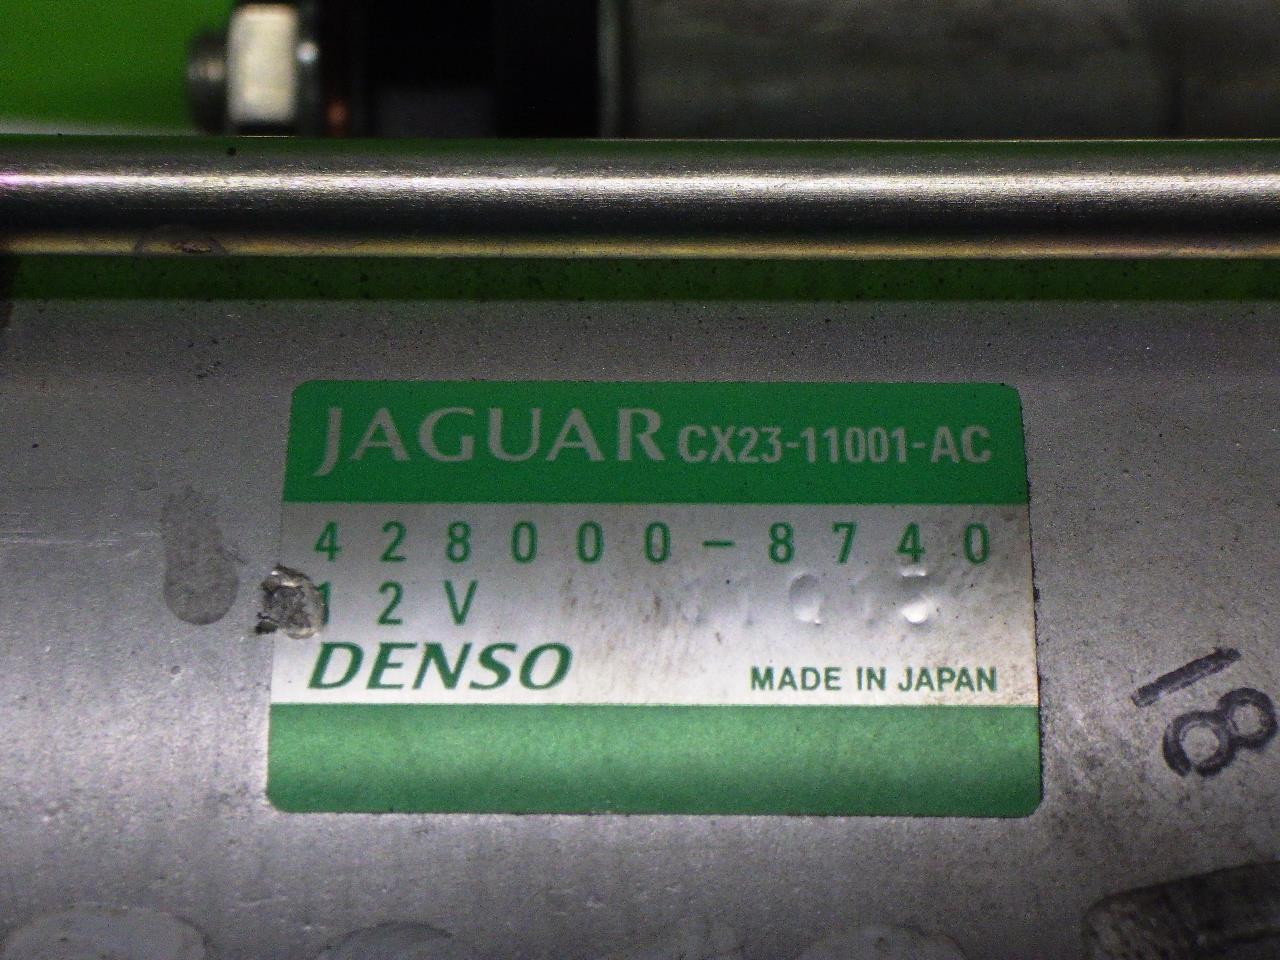 JAGUAR CX23-11001-AC
428000-8740
12V
DENSO
MADE IN JAPAN
18